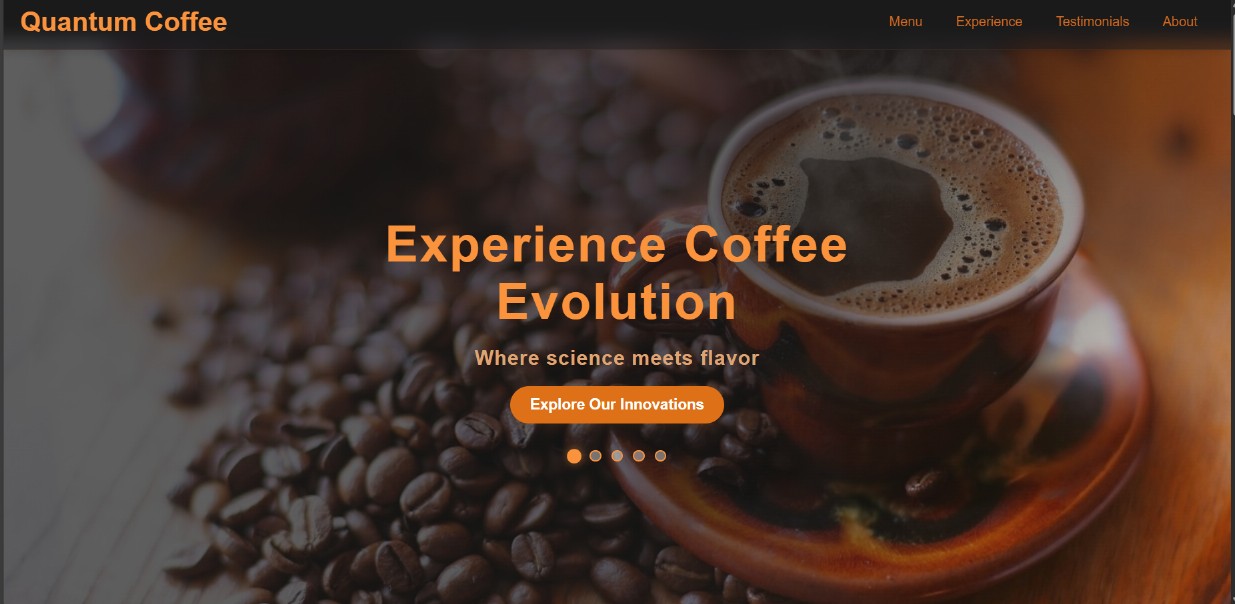 Quantum Coffee
Menu Experience Testimonials About
Experience Coffee
Evolution
Where science meets flavor
Explore Our Innovations